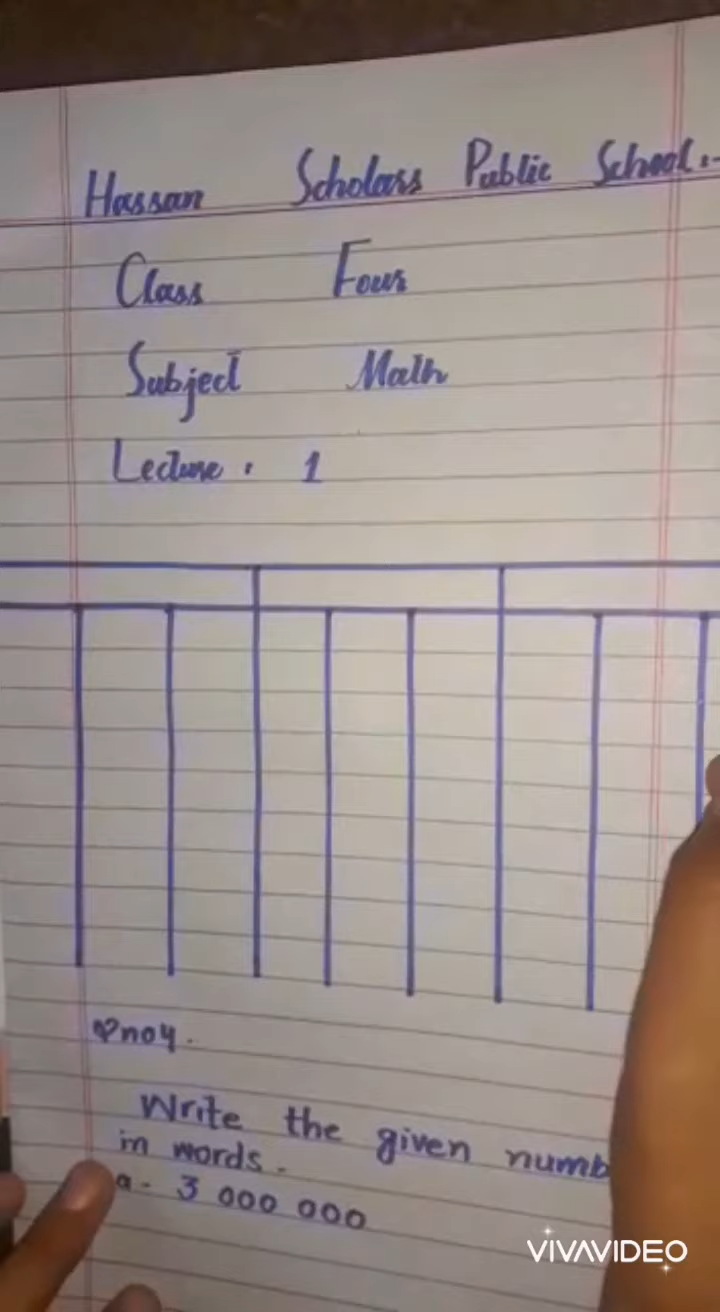 Hassan Scholars Public School:-
Class Four
Subject Math
Lecture: 1
Qno4.
Write the given numb
in words.
a- 3 000 000
VIVAVIDEO